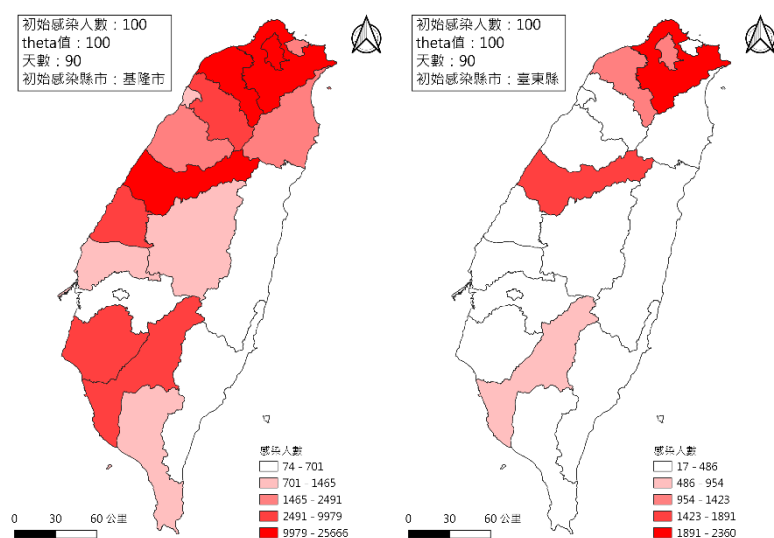 初始感染人數：100
theta值：100
天數：90
初始感染縣市：基隆市
感染人數
74 - 701
701 - 1465
1465 - 2491
2491 - 9979
9979 - 25666
0 30 60 公里
初始感染人數：100
theta值：100
天數：90
初始感染縣市：臺東縣
感染人數
17 - 486
486 - 954
954 - 1423
1423 - 1891
1891 - 2360
0 30 60 公里